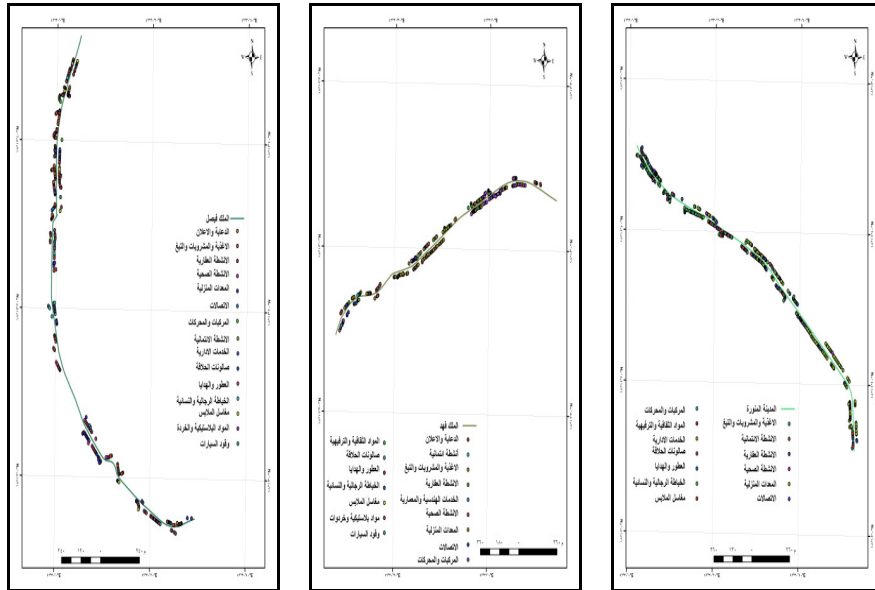 الملك فيصل
الدعاية والاعلان
الاغذية والمشروبات والتبغ
الانشطة العقارية
الانشطة الصحية
المعدات المنزلية
الاتصالات
المركبات والمحركات
الانشطة الائتمانية
الخدمات الادارية
صالونات الحلاقة
العطور والهدايا
الخياطة الرجالية والنسائية
مغاسل الملابس
المواد البلاستيكية والخردة
وقود السيارات
الملك فهد
الدعاية والاعلان
أنشطة ائتمانية
الاغذية والمشروبات والتبغ
الانشطة العقارية
الخدمات الهندسية والمعمارية
الانشطة الصحية
المعدات المنزلية
الاتصالات
المركبات والمحركات
المواد الثقافية والترفيهية
صالونات الحلاقة
العطور والهدايا
الخياطة الرجالية والنسائية
مغاسل الملابس
مواد بلاستيكية وخردوات
وقود السيارات
المدينة المنورة
الاغذية والمشروبات والتبغ
الانشطة الائتمانية
الانشطة العقارية
الانشطة الصحية
المعدات المنزلية
الاتصالات
المركبات والمحركات
المواد الثقافية والترفيهية
الخدمات الادارية
صالونات الحلاقة
العطور والهدايا
الخياطة الرجالية والنسائية
مغاسل الملابس